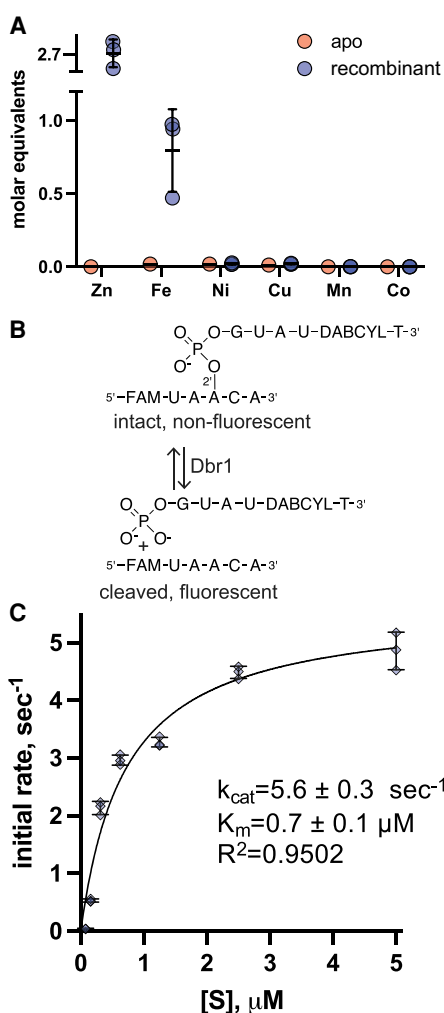 A
apo
recombinant
molar equivalents
2.7
1.0
0.5
0.0
Zn Fe Ni Cu Mn Co
B
O O–G–U–A–U–DABCYL–T-3'
P
O- O
2'
5'–FAM–U–A–A–C–A-3'
intact, non-fluorescent
Dbr1
O O–G–U–A–U–DABCYL–T-3'
P
O- O-
+
5'–FAM–U–A–A–C–A-3'
cleaved, fluorescent
C
initial rate, sec-1
5
4
3
2
1
0
kcat=5.6 ± 0.3 sec-1
Km=0.7 ± 0.1 μM
R2=0.9502
0 1 2 3 4 5
[S], μM